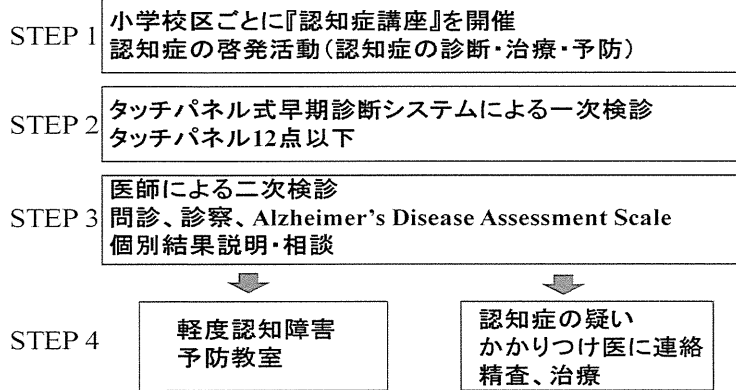 STEP 1
小学校区ごとに『認知症講座』を開催
認知症の啓発活動（認知症の診断・治療・予防）
STEP 2
タッチパネル式早期診断システムによる一次検診
タッチパネル12点以下
STEP 3
医師による二次検診
問診、診察、Alzheimer's Disease Assessment Scale
個別結果説明・相談
STEP 4
軽度認知障害
予防教室
認知症の疑い
かかりつけ医に連絡
精査、治療